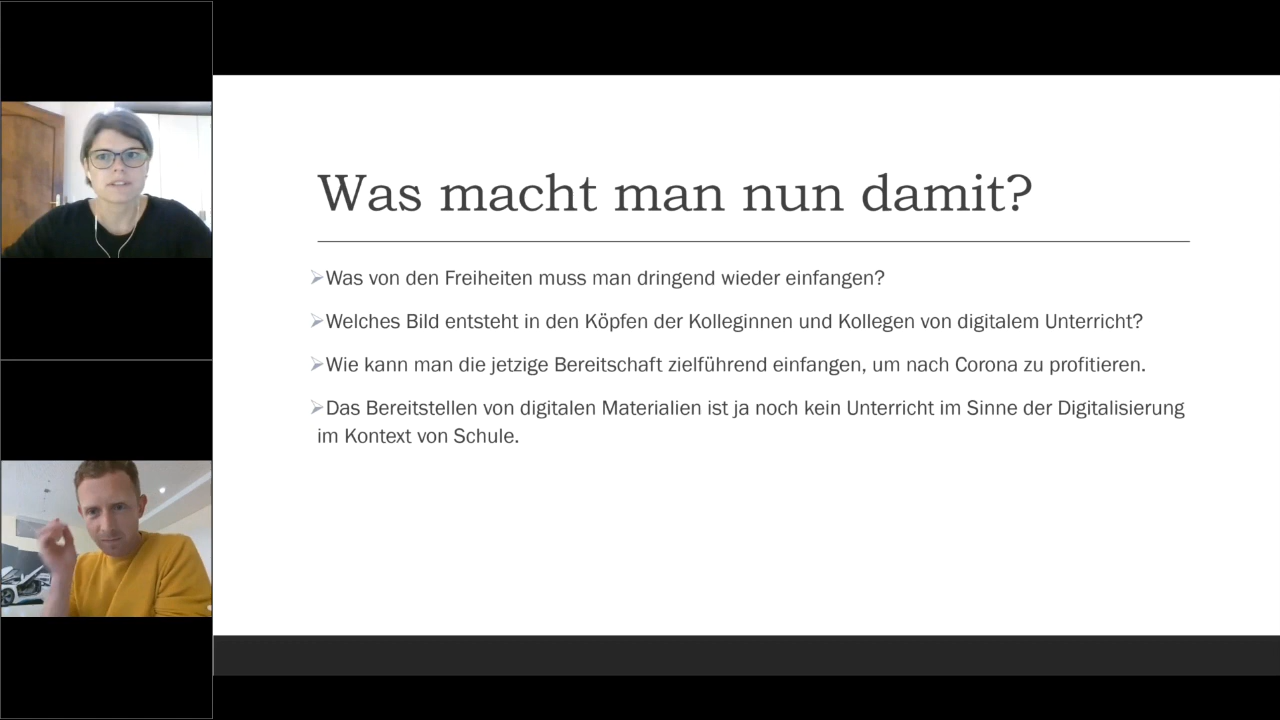 Was macht man nun damit?
Was von den Freiheiten muss man dringend wieder einfangen?
Welches Bild entsteht in den Köpfen der Kolleginnen und Kollegen von digitalem Unterricht?
Wie kann man die jetzige Bereitschaft zielführend einfangen, um nach Corona zu profitieren.
Das Bereitstellen von digitalen Materialien ist ja noch kein Unterricht im Sinne der Digitalisierung
im Kontext von Schule.